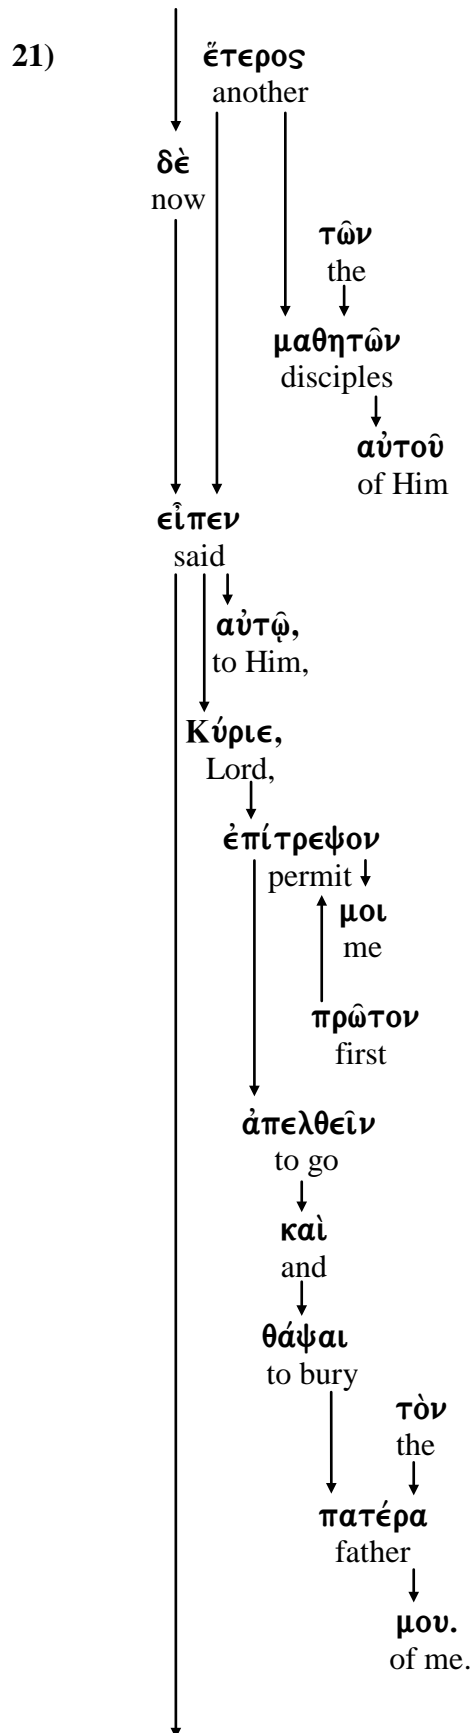 21) ἕτερος
another
δὲ
now
τῶν
the
μαθητῶν
disciples
αὐτοῦ
of Him
εἶπεν
said
αὐτῷ,
to Him,
Κύριε,
Lord,
ἐπίτρεψον
permit
μοι
me
πρῶτον
first
ἀπελθεῖν
to go
καὶ
and
θάψαι
to bury
τὸν
the
πατέρα
father
μου.
of me.